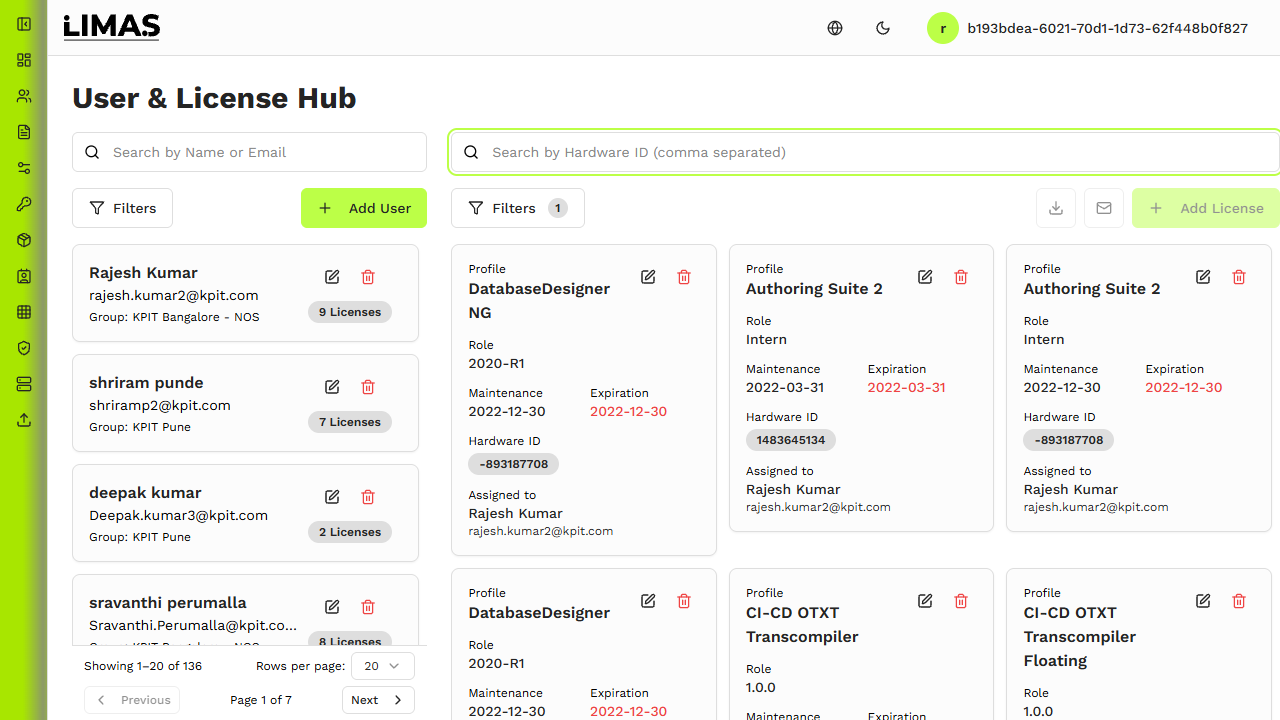 LIMAS
r
b193bdea-6021-70d1-1d73-62f448b0f827
User & License Hub
Search by Name or Email
Filters
Add User
Rajesh Kumar
rajesh.kumar2@kpit.com
Group: KPIT Bangalore - NOS
9 Licenses
shriram punde
shriramp2@kpit.com
Group: KPIT Pune
7 Licenses
deepak kumar
Deepak.kumar3@kpit.com
Group: KPIT Pune
2 Licenses
sravanthi perumalla
Sravanthi.Perumalla@kpit.co...
8 Licenses
Showing 1–20 of 136
Rows per page:
20
Previous
Page 1 of 7
Next
Search by Hardware ID (comma separated)
Filters
1
Add License
Profile
DatabaseDesigner
NG
Role
2020-R1
Maintenance
2022-12-30
Expiration
2022-12-30
Hardware ID
-893187708
Assigned to
Rajesh Kumar
rajesh.kumar2@kpit.com
Profile
Authoring Suite 2
Role
Intern
Maintenance
2022-03-31
Expiration
2022-03-31
Hardware ID
1483645134
Assigned to
Rajesh Kumar
rajesh.kumar2@kpit.com
Profile
Authoring Suite 2
Role
Intern
Maintenance
2022-12-30
Expiration
2022-12-30
Hardware ID
-893187708
Assigned to
Rajesh Kumar
rajesh.kumar2@kpit.com
Profile
DatabaseDesigner
Role
2020-R1
Maintenance
2022-12-30
Expiration
2022-12-30
Profile
CI-CD OTXT
Transcompiler
Role
1.0.0
Maintenance
Expiration
Profile
CI-CD OTXT
Transcompiler
Floating
Role
1.0.0